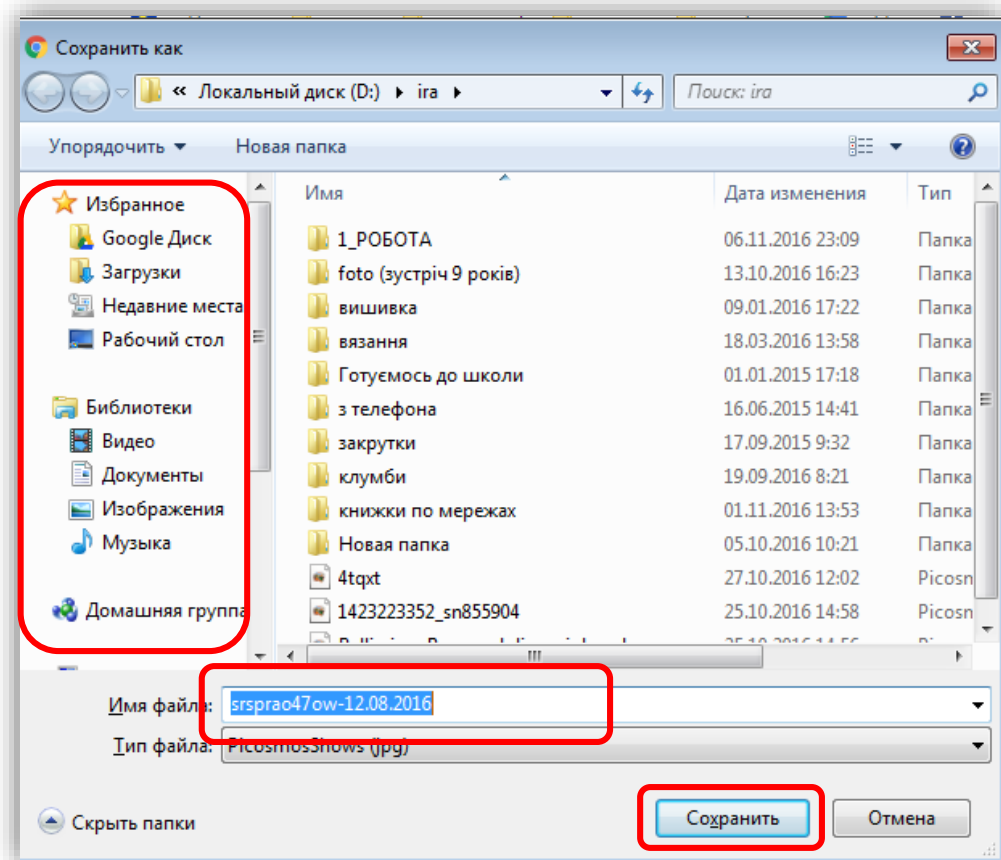 Сохранить как
« Локальный диск (D:) ira
Поиск: ira
Упорядочить Новая папка
Избранное
Google Диск
Загрузки
Недавние места
Рабочий стол
Библиотеки
Видео
Документы
Изображения
Музыка
Домашняя группа
Имя Дата изменения Тип
1_РОБОТА 06.11.2016 23:09 Папка
foto (зустріч 9 років) 13.10.2016 16:23 Папка
вишивка 09.01.2016 17:22 Папка
вязання 18.03.2016 13:58 Папка
Готуємось до школи 01.01.2015 17:18 Папка
з телефона 16.06.2015 14:41 Папка
закрутки 17.09.2015 9:32 Папка
клумби 19.09.2016 8:21 Папка
книжки по мережах 01.11.2016 13:53 Папка
Новая папка 05.10.2016 10:21 Папка
4tqxt 27.10.2016 12:02 Picosn
1423223352_sn855904 25.10.2016 14:58 Picosn
Имя файла: srsprao47ow-12.08.2016
Тип файла: PicosmosShows (jpg)
Скрыть папки
Сохранить Отмена